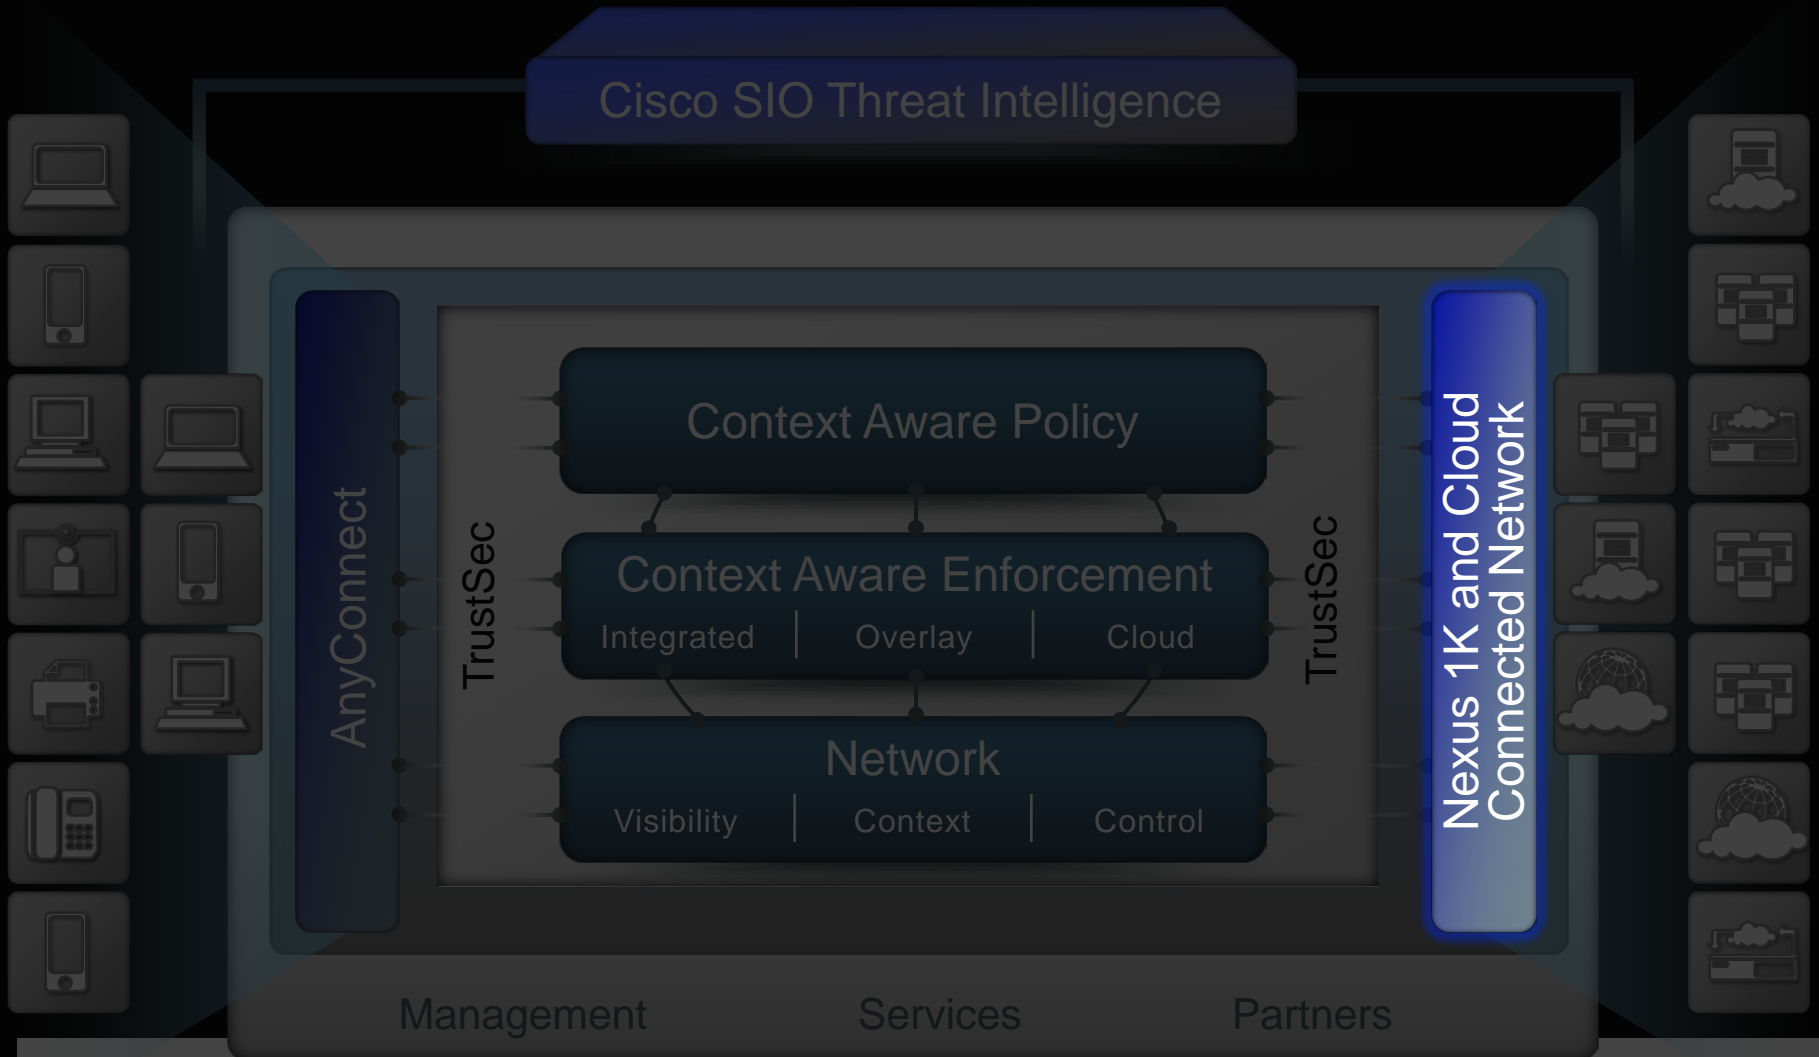 Cisco SIO Threat Intelligence
AnyConnect
TrustSec
Context Aware Policy
Context Aware Enforcement
Integrated | Overlay | Cloud
Network
Visibility | Context | Control
TrustSec
Nexus 1K and Cloud
Connected Network
Management Services Partners